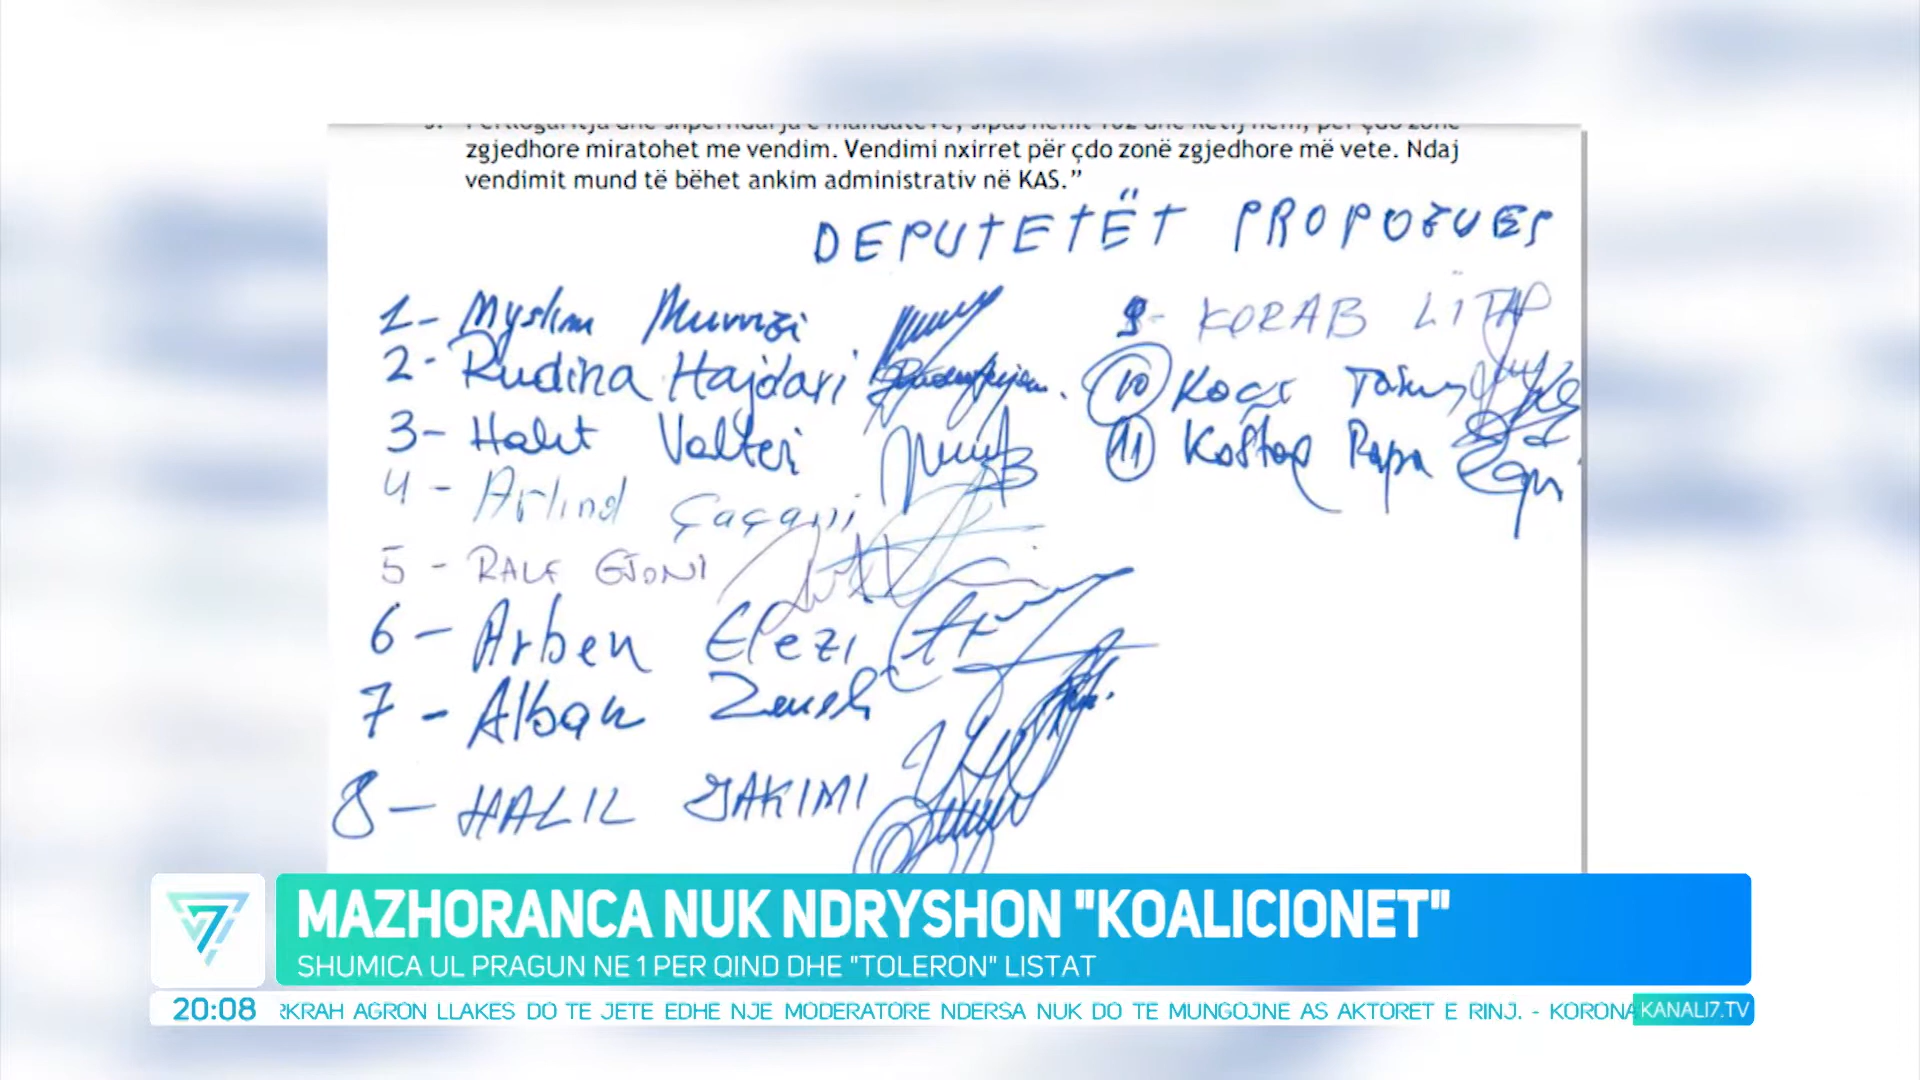 zgjedhore miratohet me vendim. Vendimi nxirret për çdo zonë zgjedhore më vete. Ndaj
vendimit mund të bëhet ankim administrativ në KAS.”
DEPUTETËT PROPOZUES
1- Myslim Murrizi
2- Rudina Hajdari
3- Halit Valteri
4 - Arlind Çaçani
5 - RALF GJONI
6 - Arben Elezi
7 - Alban Zeneli
8 - HALIL JAKIMI
9- KORAB LITA
10 Koçi Tahiri
11 Kostaq Papa
MAZHORANCA NUK NDRYSHON "KOALICIONET"
SHUMICA UL PRAGUN NE 1 PER QIND DHE "TOLERON" LISTAT
20:08 RKRAH AGRON LLAKES DO TE JETE EDHE NJE MODERATORE NDERSA NUK DO TE MUNGOJNE AS AKTORET E RINJ. - KORONA KANALI7.TV